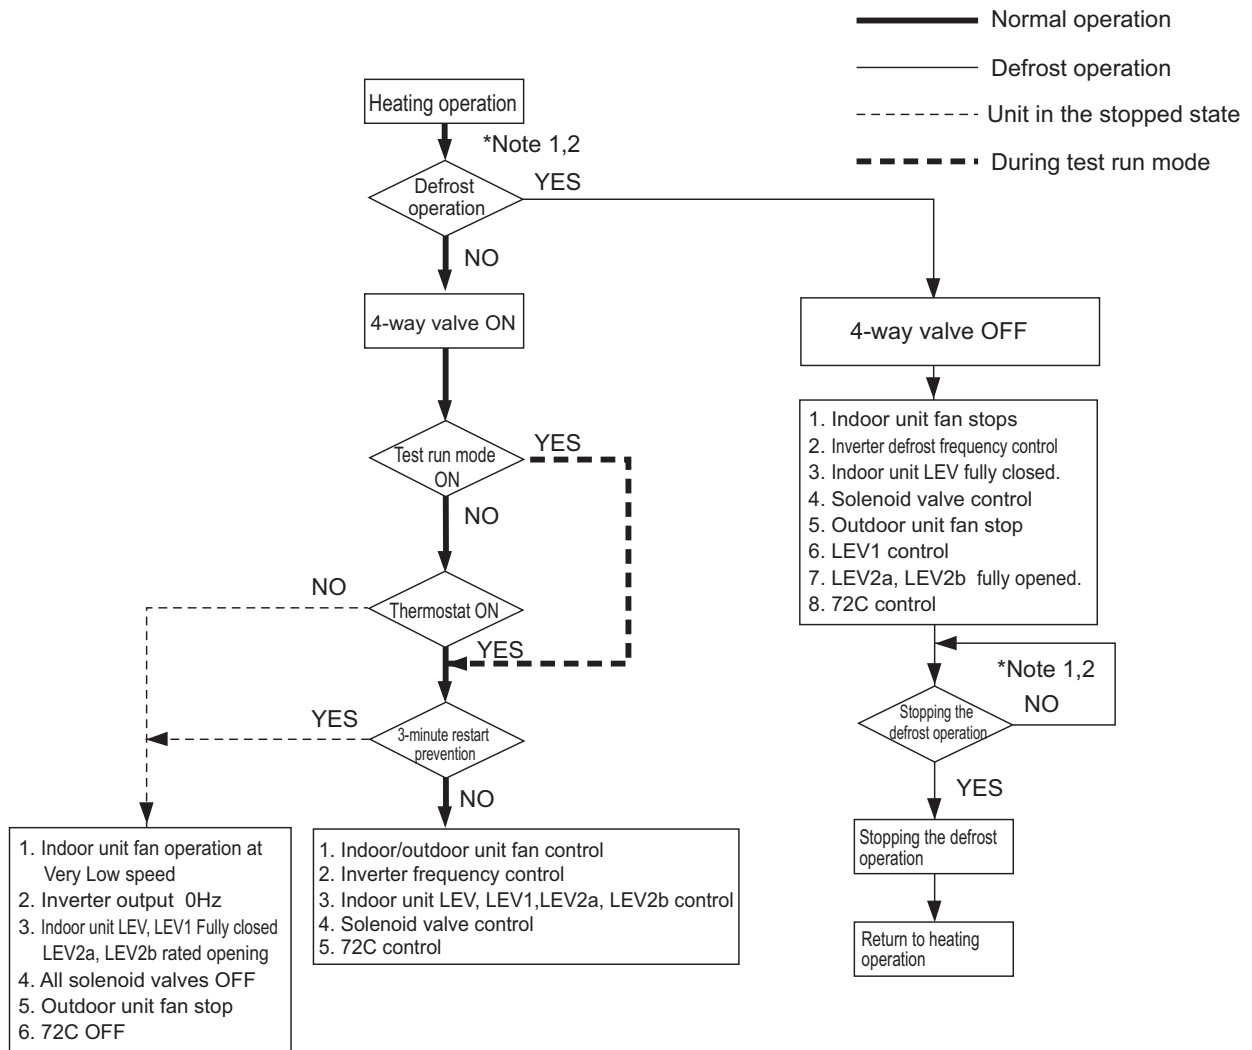 Normal operation
Defrost operation
Unit in the stopped state
During test run mode
Heating operation
*Note 1,2
Defrost
operation
YES
NO
4-way valve ON
Test run mode
ON
YES
NO
Thermostat ON
NO
YES
3-minute restart
prevention
YES
NO
1. Indoor unit fan operation at
Very Low speed
2. Inverter output 0Hz
3. Indoor unit LEV, LEV1 Fully closed
LEV2a, LEV2b rated opening
4. All solenoid valves OFF
5. Outdoor unit fan stop
6. 72C OFF
1. Indoor/outdoor unit fan control
2. Inverter frequency control
3. Indoor unit LEV, LEV1,LEV2a, LEV2b control
4. Solenoid valve control
5. 72C control
4-way valve OFF
1. Indoor unit fan stops
2. Inverter defrost frequency control
3. Indoor unit LEV fully closed.
4. Solenoid valve control
5. Outdoor unit fan stop
6. LEV1 control
7. LEV2a, LEV2b fully opened.
8. 72C control
*Note 1,2
NO
Stopping the
defrost operation
YES
Stopping the defrost
operation
Return to heating
operation